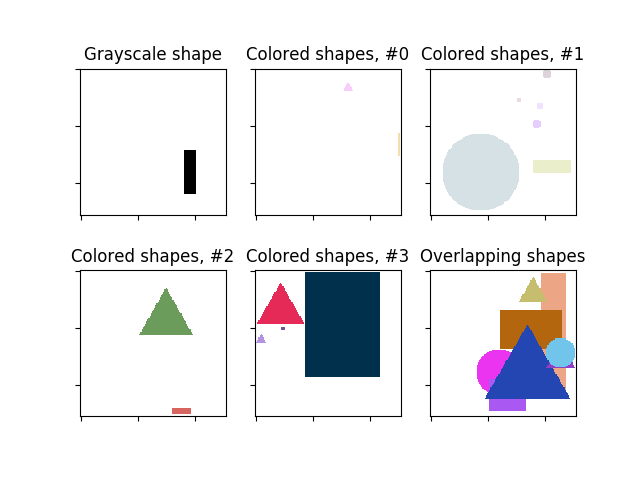 Grayscale shape
Colored shapes, #0
Colored shapes, #1
Colored shapes, #2
Colored shapes, #3
Overlapping shapes